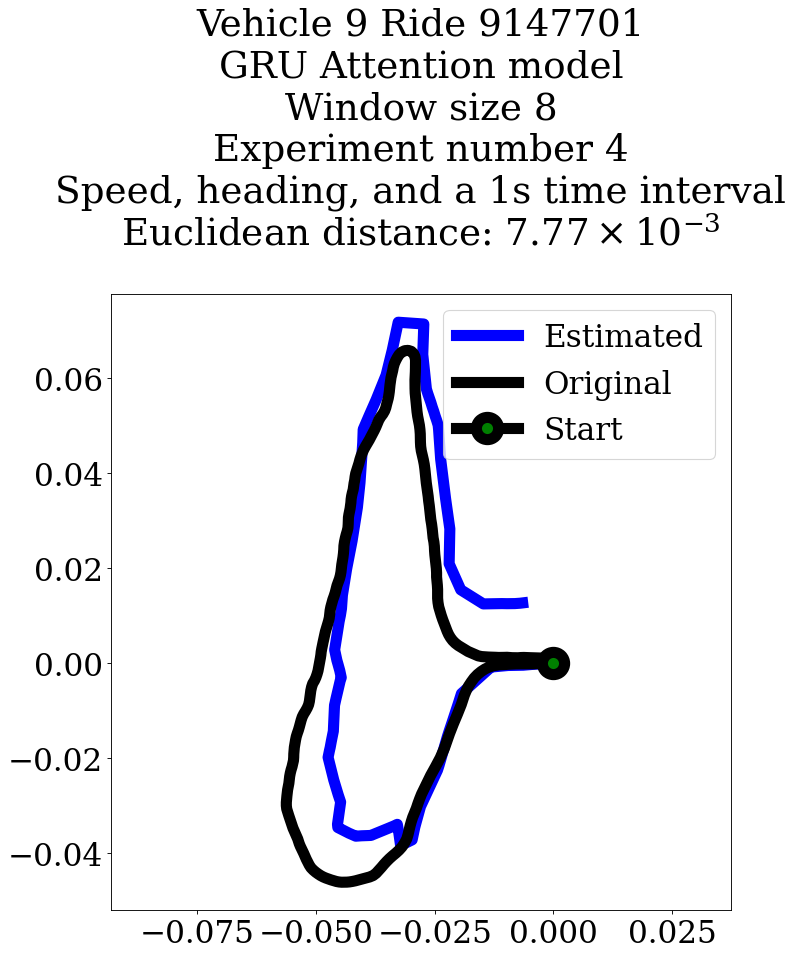 Vehicle 9 Ride 9147701
GRU Attention model
Window size 8
Experiment number 4
Speed, heading, and a 1s time interval
Euclidean distance: 7.77 × 10⁻³
Estimated
Original
Start
0.06
0.04
0.02
0.00
−0.02
−0.04
−0.075 −0.050 −0.025 0.000 0.025